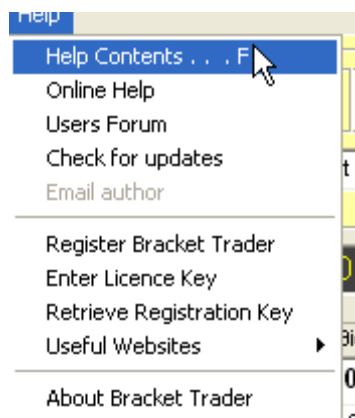 Help
Help Contents . . . F
Online Help
Users Forum
Check for updates
Email author
Register Bracket Trader
Enter Licence Key
Retrieve Registration Key
Useful Websites
About Bracket Trader